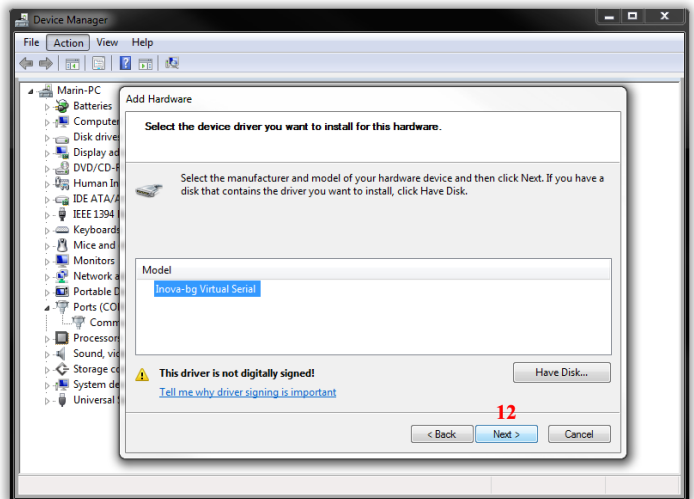 Device Manager
File Action View Help
Marin-PC
Batteries
Add Hardware
Computer
Select the device driver you want to install for this hardware.
Disk drive
Display ad
DVD/CD-R
Human In
Select the manufacturer and model of your hardware device and then click Next. If you have a
disk that contains the driver you want to install, click Have Disk.
IDE ATA/A
IEEE 1394
Keyboards
Mice and
Monitors
Network a
Portable D
Ports (CO
Comm
Processors
Sound, vid
Storage co
System de
Universal
Model
Inova-bg Virtual Serial
This driver is not digitally signed!
Have Disk...
Tell me why driver signing is important
12
< Back Next > Cancel